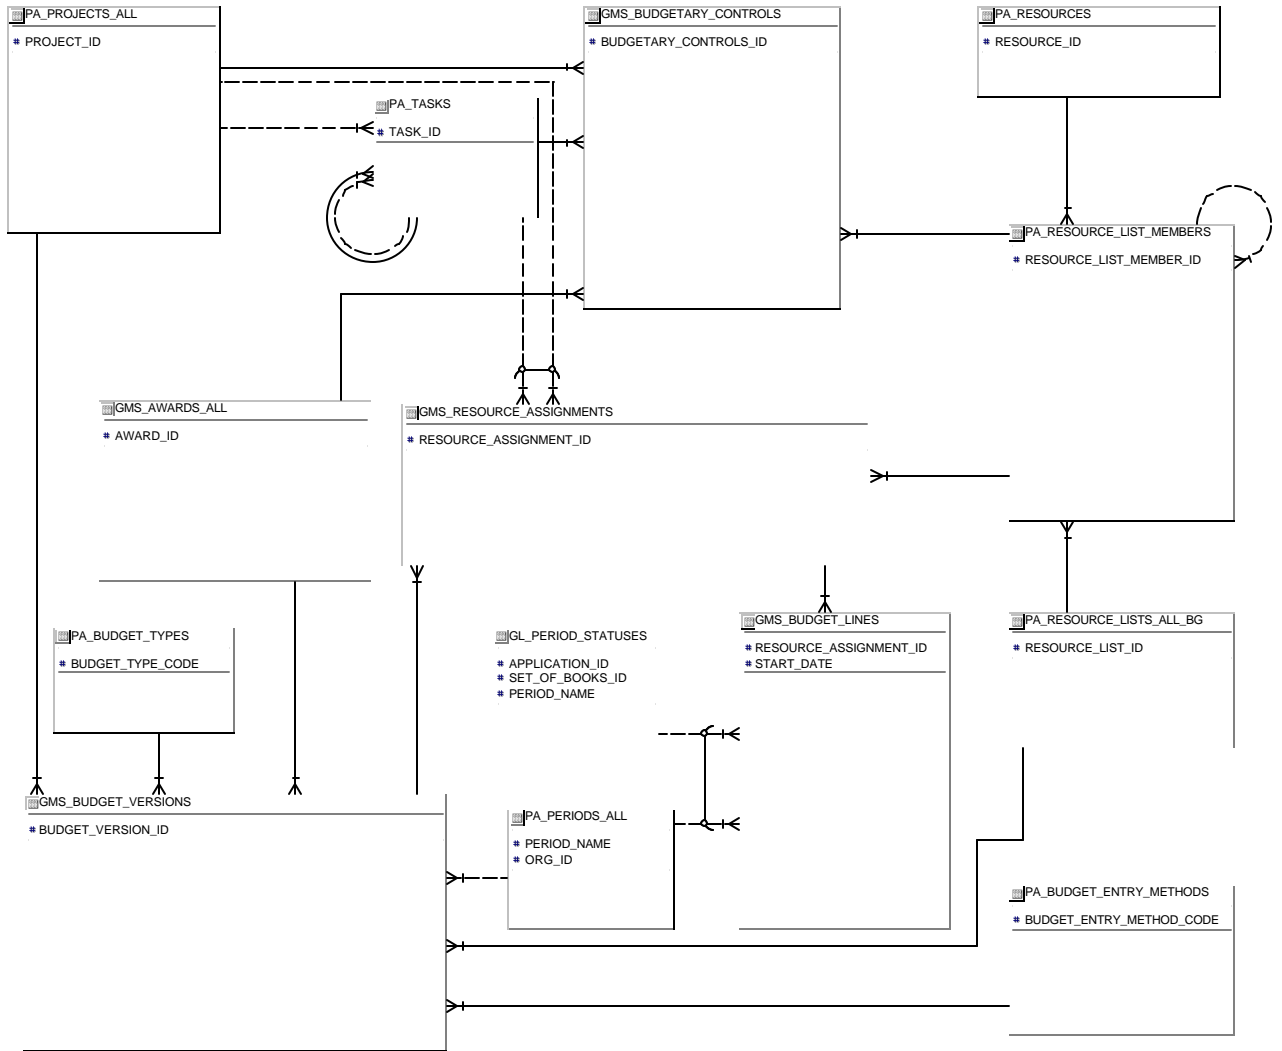 PA_PROJECTS_ALL
# PROJECT_ID
GMS_BUDGETARY_CONTROLS
# BUDGETARY_CONTROLS_ID
PA_RESOURCES
# RESOURCE_ID
PA_TASKS
# TASK_ID
PA_RESOURCE_LIST_MEMBERS
# RESOURCE_LIST_MEMBER_ID
GMS_AWARDS_ALL
# AWARD_ID
GMS_RESOURCE_ASSIGNMENTS
# RESOURCE_ASSIGNMENT_ID
PA_BUDGET_TYPES
# BUDGET_TYPE_CODE
GL_PERIOD_STATUSES
# APPLICATION_ID
# SET_OF_BOOKS_ID
# PERIOD_NAME
GMS_BUDGET_LINES
# RESOURCE_ASSIGNMENT_ID
# START_DATE
PA_RESOURCE_LISTS_ALL_BG
# RESOURCE_LIST_ID
GMS_BUDGET_VERSIONS
# BUDGET_VERSION_ID
PA_PERIODS_ALL
# PERIOD_NAME
# ORG_ID
PA_BUDGET_ENTRY_METHODS
# BUDGET_ENTRY_METHOD_CODE